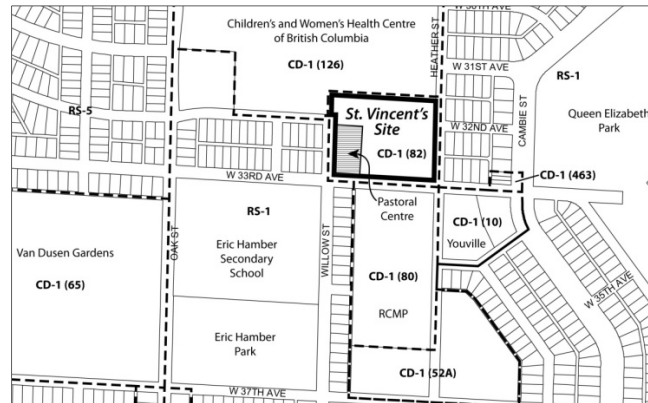 W 30TH AVE
Children's and Women's Health Centre
of British Columbia
HEATHER ST
W 31ST AVE
CD-1 (126)
RS-1
RS-5
St. Vincent's
Site
W 32ND AVE
CAMBIE ST
Queen Elizabeth
Park
CD-1 (82)
CD-1 (463)
W 33RD AVE
RS-1
Pastoral
Centre
CD-1 (10)
Youville
OAK ST
WILLOW ST
Van Dusen Gardens
Eric Hamber
Secondary
School
CD-1 (65)
CD-1 (80)
W 35TH AVE
RCMP
Eric Hamber
Park
CD-1 (52A)
W 37TH AVE